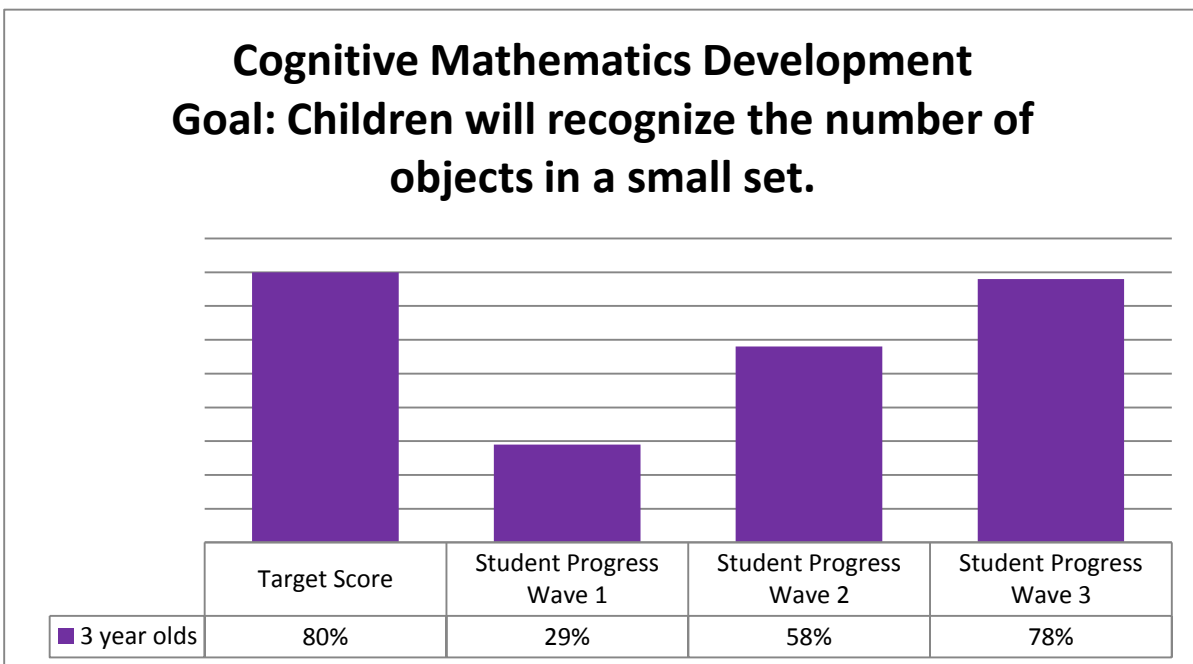 Cognitive Mathematics Development
Goal: Children will recognize the number of
objects in a small set.
Target Score
Student Progress
Wave 1
Student Progress
Wave 2
Student Progress
Wave 3
3 year olds 80% 29% 58% 78%